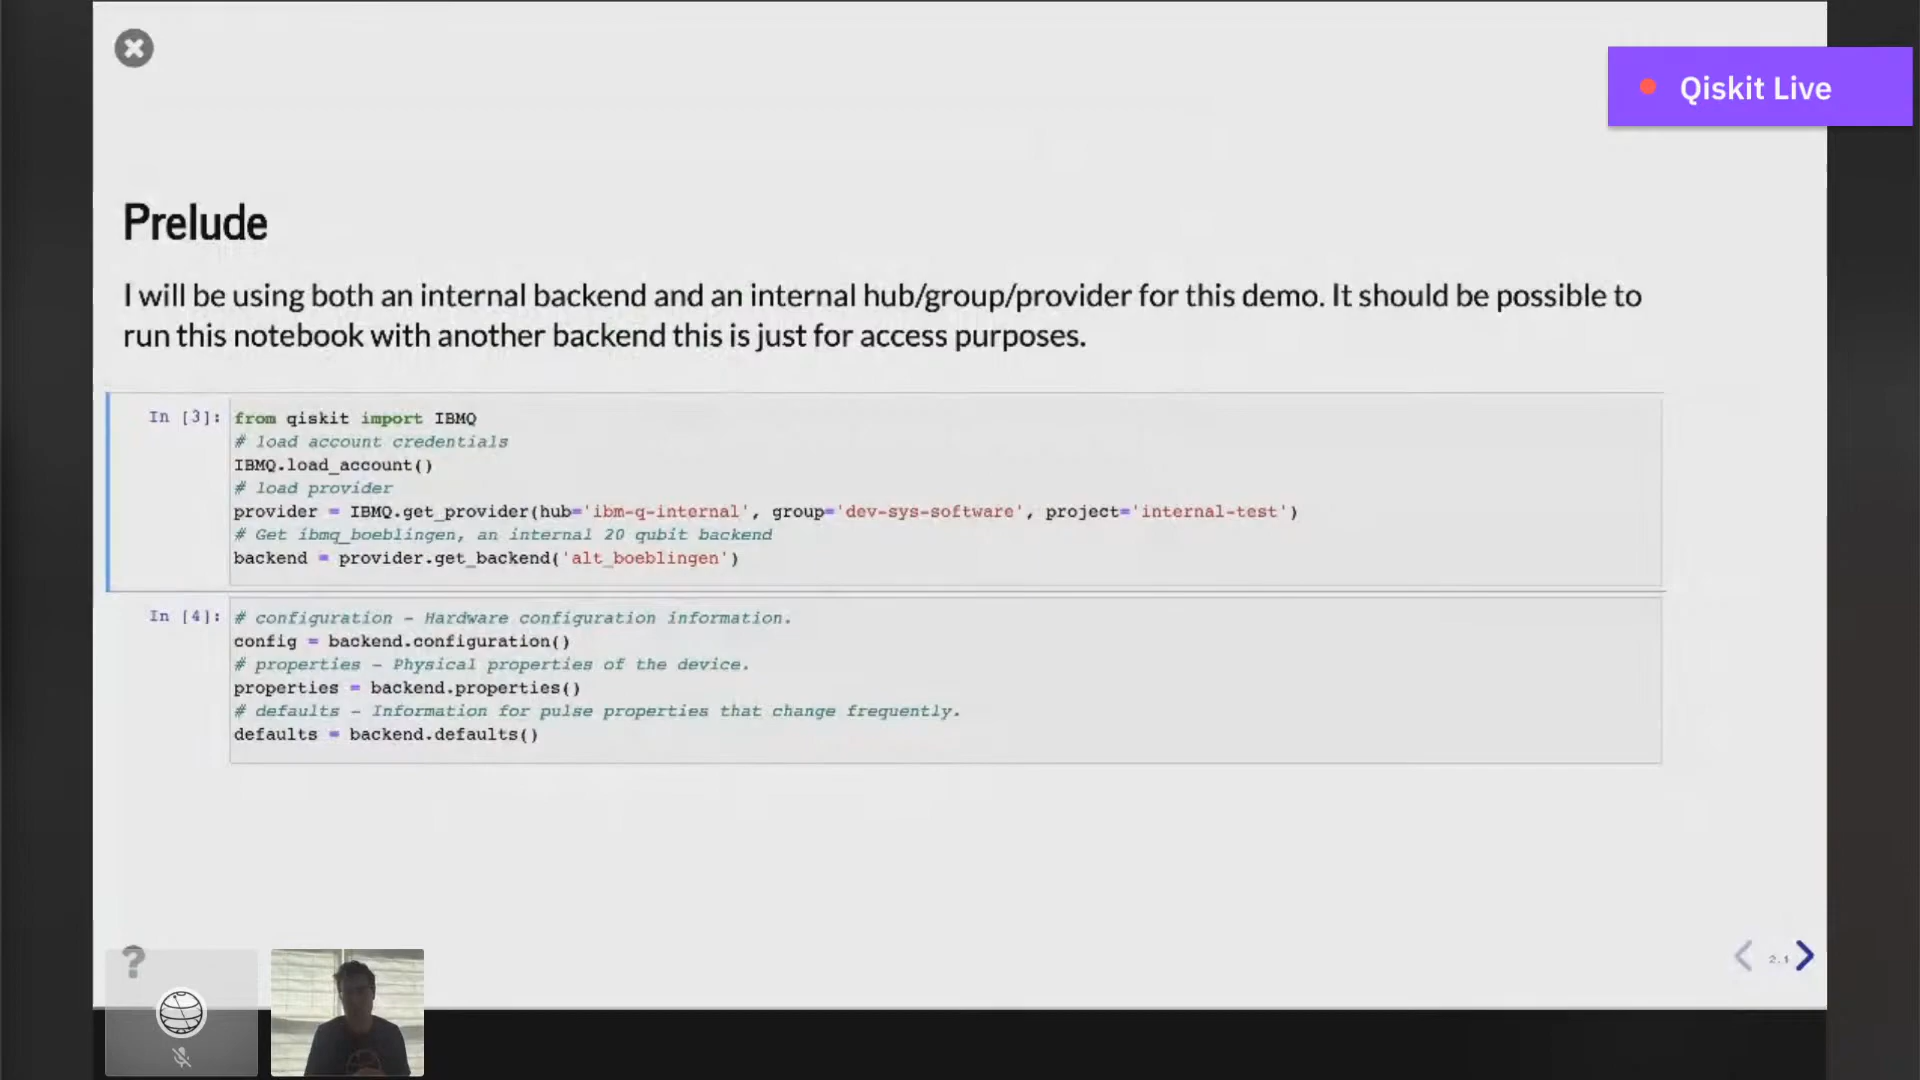 Qiskit Live
Prelude
I will be using both an internal backend and an internal hub/group/provider for this demo. It should be possible to
run this notebook with another backend this is just for access purposes.
In [3]:
from qiskit import IBMQ
# load account credentials
IBMQ.load_account()
# load provider
provider = IBMQ.get_provider(hub='ibm-q-internal', group='dev-sys-software', project='internal-test')
# Get ibmq_boeblingen, an internal 20 qubit backend
backend = provider.get_backend('alt_boeblingen')
In [4]:
# configuration - Hardware configuration information.
config = backend.configuration()
# properties - Physical properties of the device.
properties = backend.properties()
# defaults - Information for pulse properties that change frequently.
defaults = backend.defaults()
?
2.1